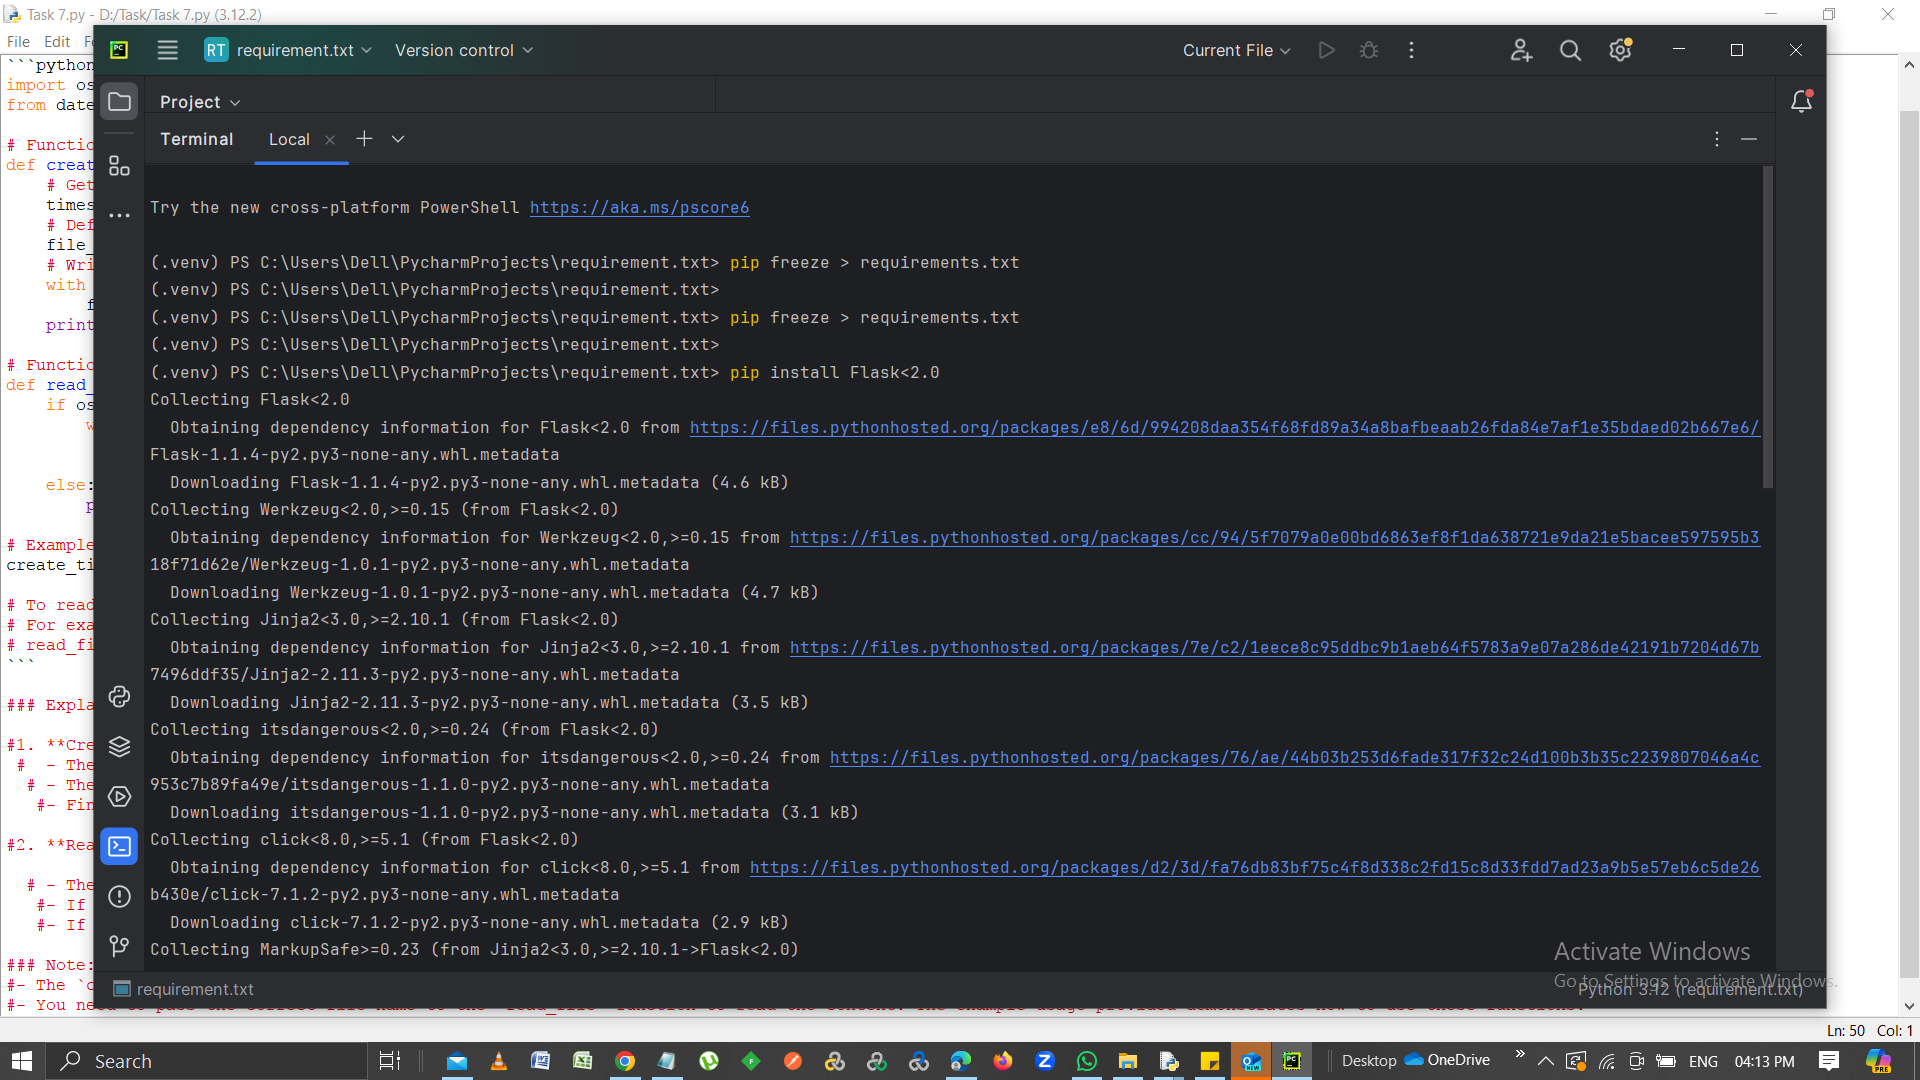 Task 7.py - D:/Task/Task 7.py (3.12.2)
File Edit Fo
PC RT requirement.txt Version control Current File
Project
Terminal Local
Try the new cross-platform PowerShell https://aka.ms/pscore6
(.venv) PS C:\Users\Dell\PycharmProjects\requirement.txt> pip freeze > requirements.txt
(.venv) PS C:\Users\Dell\PycharmProjects\requirement.txt>
(.venv) PS C:\Users\Dell\PycharmProjects\requirement.txt> pip freeze > requirements.txt
(.venv) PS C:\Users\Dell\PycharmProjects\requirement.txt>
(.venv) PS C:\Users\Dell\PycharmProjects\requirement.txt> pip install Flask<2.0
Collecting Flask<2.0
Obtaining dependency information for Flask<2.0 from https://files.pythonhosted.org/packages/e8/6d/994208daa354f68fd89a34a8bafbeaab26fda84e7af1e35bdaed02b667e6/
Flask-1.1.4-py2.py3-none-any.whl.metadata
Downloading Flask-1.1.4-py2.py3-none-any.whl.metadata (4.6 kB)
Collecting Werkzeug<2.0,>=0.15 (from Flask<2.0)
Obtaining dependency information for Werkzeug<2.0,>=0.15 from https://files.pythonhosted.org/packages/cc/94/5f7079a0e00bd6863ef8f1da638721e9da21e5bacee597595b3
18f71d62e/Werkzeug-1.0.1-py2.py3-none-any.whl.metadata
Downloading Werkzeug-1.0.1-py2.py3-none-any.whl.metadata (4.7 kB)
Collecting Jinja2<3.0,>=2.10.1 (from Flask<2.0)
Obtaining dependency information for Jinja2<3.0,>=2.10.1 from https://files.pythonhosted.org/packages/7e/c2/1eece8c95ddbc9b1aeb64f5783a9e07a286de42191b7204d67b
7496ddf35/Jinja2-2.11.3-py2.py3-none-any.whl.metadata
Downloading Jinja2-2.11.3-py2.py3-none-any.whl.metadata (3.5 kB)
Collecting itsdangerous<2.0,>=0.24 (from Flask<2.0)
Obtaining dependency information for itsdangerous<2.0,>=0.24 from https://files.pythonhosted.org/packages/76/ae/44b03b253d6fade317f32c24d100b3b35c2239807046a4c
953c7b89fa49e/itsdangerous-1.1.0-py2.py3-none-any.whl.metadata
Downloading itsdangerous-1.1.0-py2.py3-none-any.whl.metadata (3.1 kB)
Collecting click<8.0,>=5.1 (from Flask<2.0)
Obtaining dependency information for click<8.0,>=5.1 from https://files.pythonhosted.org/packages/d2/3d/fa76db83bf75c4f8d338c2fd15c8d33fdd7ad23a9b5e57eb6c5de26
b430e/click-7.1.2-py2.py3-none-any.whl.metadata
Downloading click-7.1.2-py2.py3-none-any.whl.metadata (2.9 kB)
Collecting MarkupSafe>=0.23 (from Jinja2<3.0,>=2.10.1->Flask<2.0)
requirement.txt Python 3.12 (requirement.txt)
Activate Windows
Go to Settings to activate Windows.
```python
import os
from date
# Functio
def creat
# Get
times
# Def
file_
# Wri
with
f
print
# Functio
def read_
if os
w
else:
p
# Example
create_ti
# To read
# For exa
# read_fi
```
### Expla
#1. **Cre
# - The
# - The
#- Fin
#2. **Rea
# - The
#- If
#- If
### Note:
#- The `c
#- You ne
Ln: 50 Col: 1
Search Desktop OneDrive ENG 04:13 PM